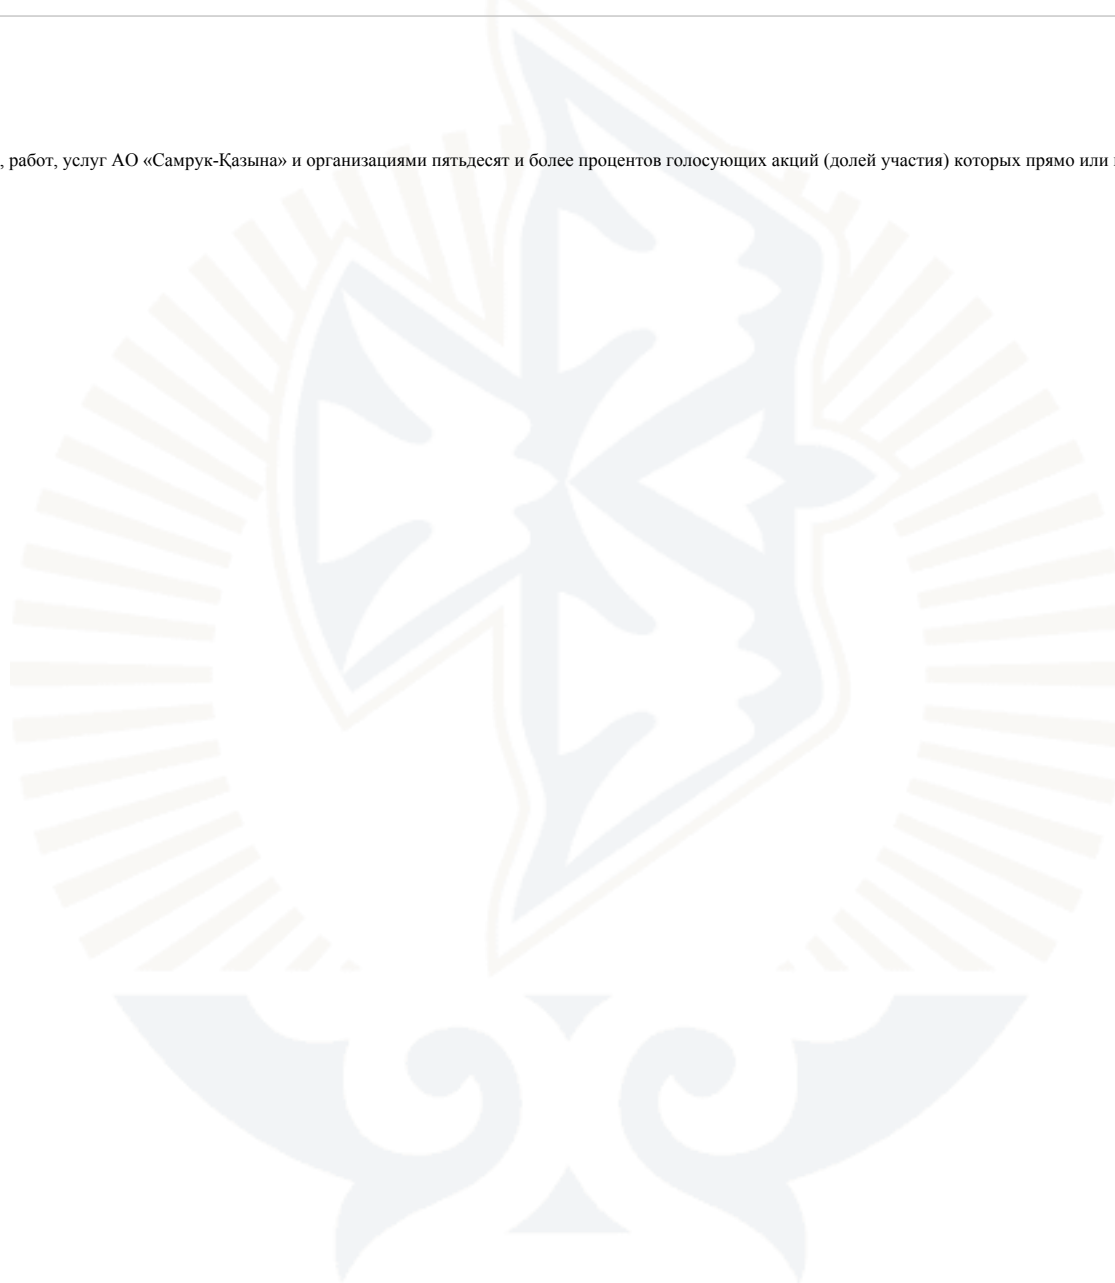 , работ, услуг АО «Самрук-Қазына» и организациями пятьдесят и более процентов голосующих акций (долей участия) которых прямо или